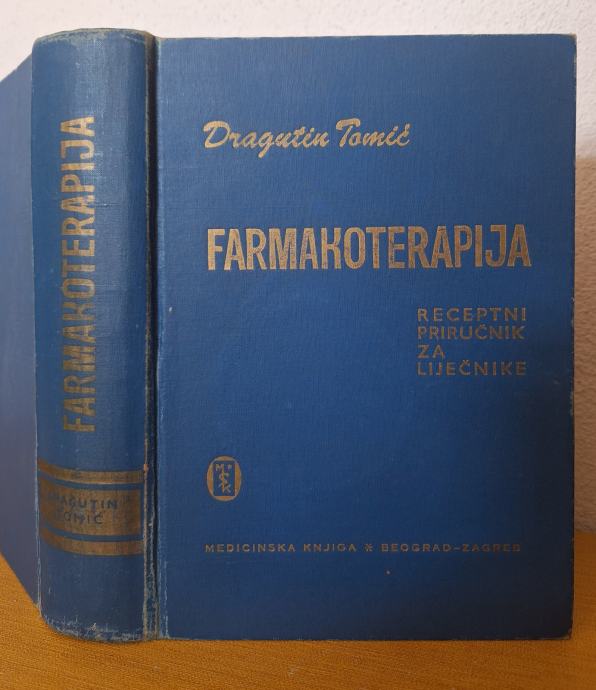 FARMAKOTERAPIJA
DRAGUTIN
TOMIĆ
Dragutin Tomić
FARMAKOTERAPIJA
RECEPTNI
PRIRUČNIK
ZA
LIJEČNIKE
M K
MEDICINSKA KNJIGA * BEOGRAD-ZAGREB